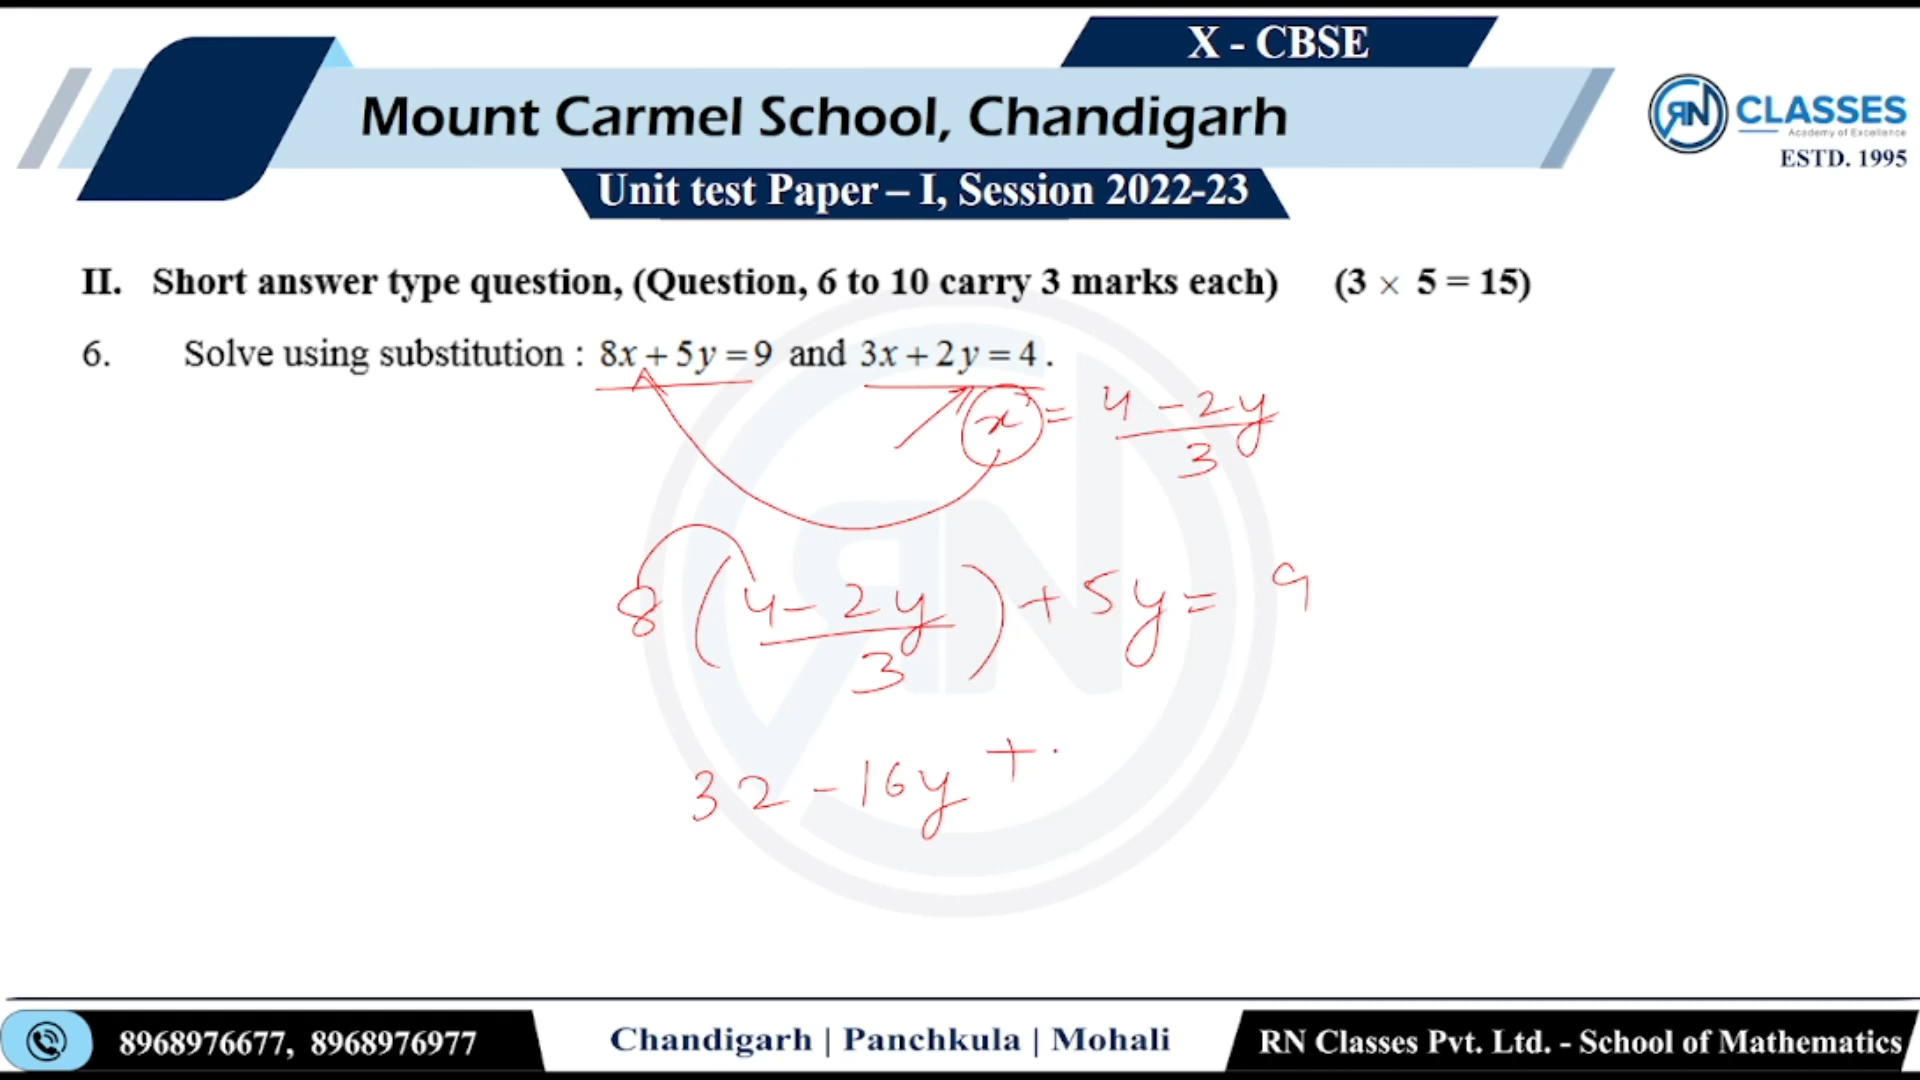 X - CBSE
Mount Carmel School, Chandigarh
RN CLASSES
Academy of Excellence
ESTD. 1995
Unit test Paper – I, Session 2022-23
II. Short answer type question, (Question, 6 to 10 carry 3 marks each) (3 × 5 = 15)
6. Solve using substitution : 8x + 5y = 9 and 3x + 2y = 4 .
x = (4 - 2y)/3
8 ((4 - 2y)/3) + 5y = 9
32 - 16y +
RN
8968976677, 8968976977
Chandigarh | Panchkula | Mohali
RN Classes Pvt. Ltd. - School of Mathematics